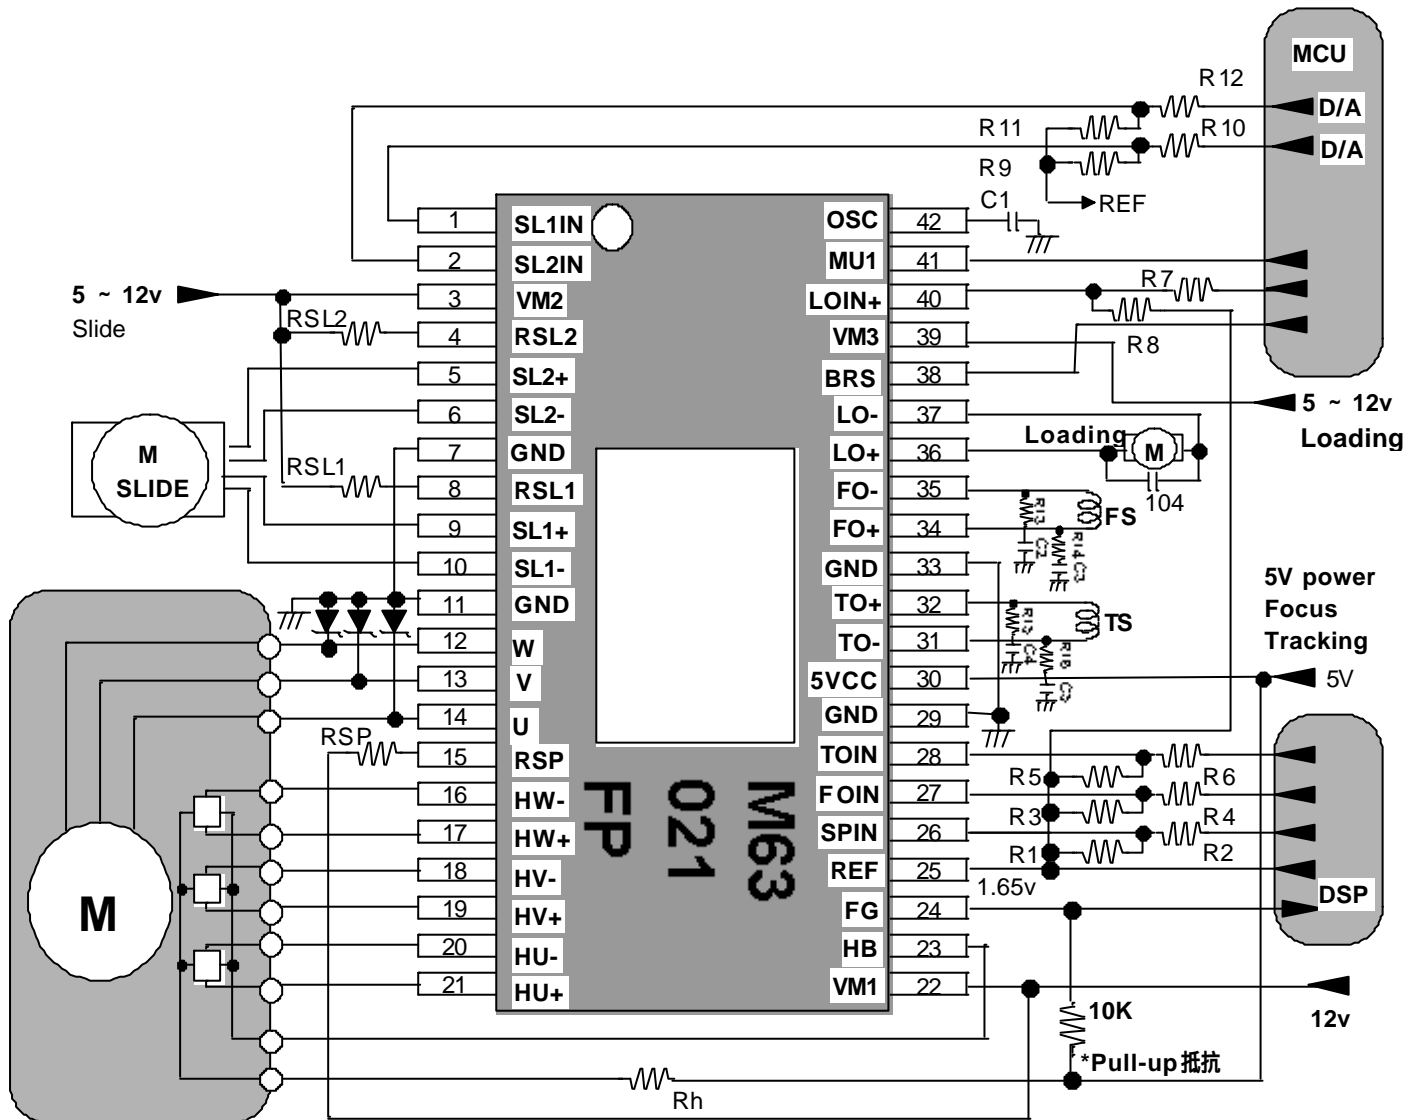 MCU
R12
D/A
R11
R10
D/A
R9
C1
REF
1
SL1IN
OSC
42
2
SL2IN
MU1
41
5 ~ 12v
3
VM2
LOIN+
40
R7
Slide
RSL2
4
RSL2
VM3
39
R8
5
SL2+
BRS
38
6
SL2-
LO-
37
5 ~ 12v
Loading
Loading
M
M
SLIDE
7
GND
LO+
36
RSL1
8
RSL1
FO-
35
104
FS
R13
C2
R14
C3
9
SL1+
FO+
34
10
SL1-
GND
33
5V power
Focus
Tracking
11
GND
TO+
32
TS
C4
12
W
TO-
31
13
V
5VCC
30
5V
14
U
GND
29
RSP
15
RSP
TOIN
28
R5
R6
16
HW-
FOIN
27
R3
R4
17
HW+
SPIN
26
R1
R2
18
HV-
REF
25
1.65v
19
HV+
FG
24
DSP
20
HU-
HB
23
21
HU+
VM1
22
M63
021
FP
M
10K
12v
*Pull-up 抵抗
Rh